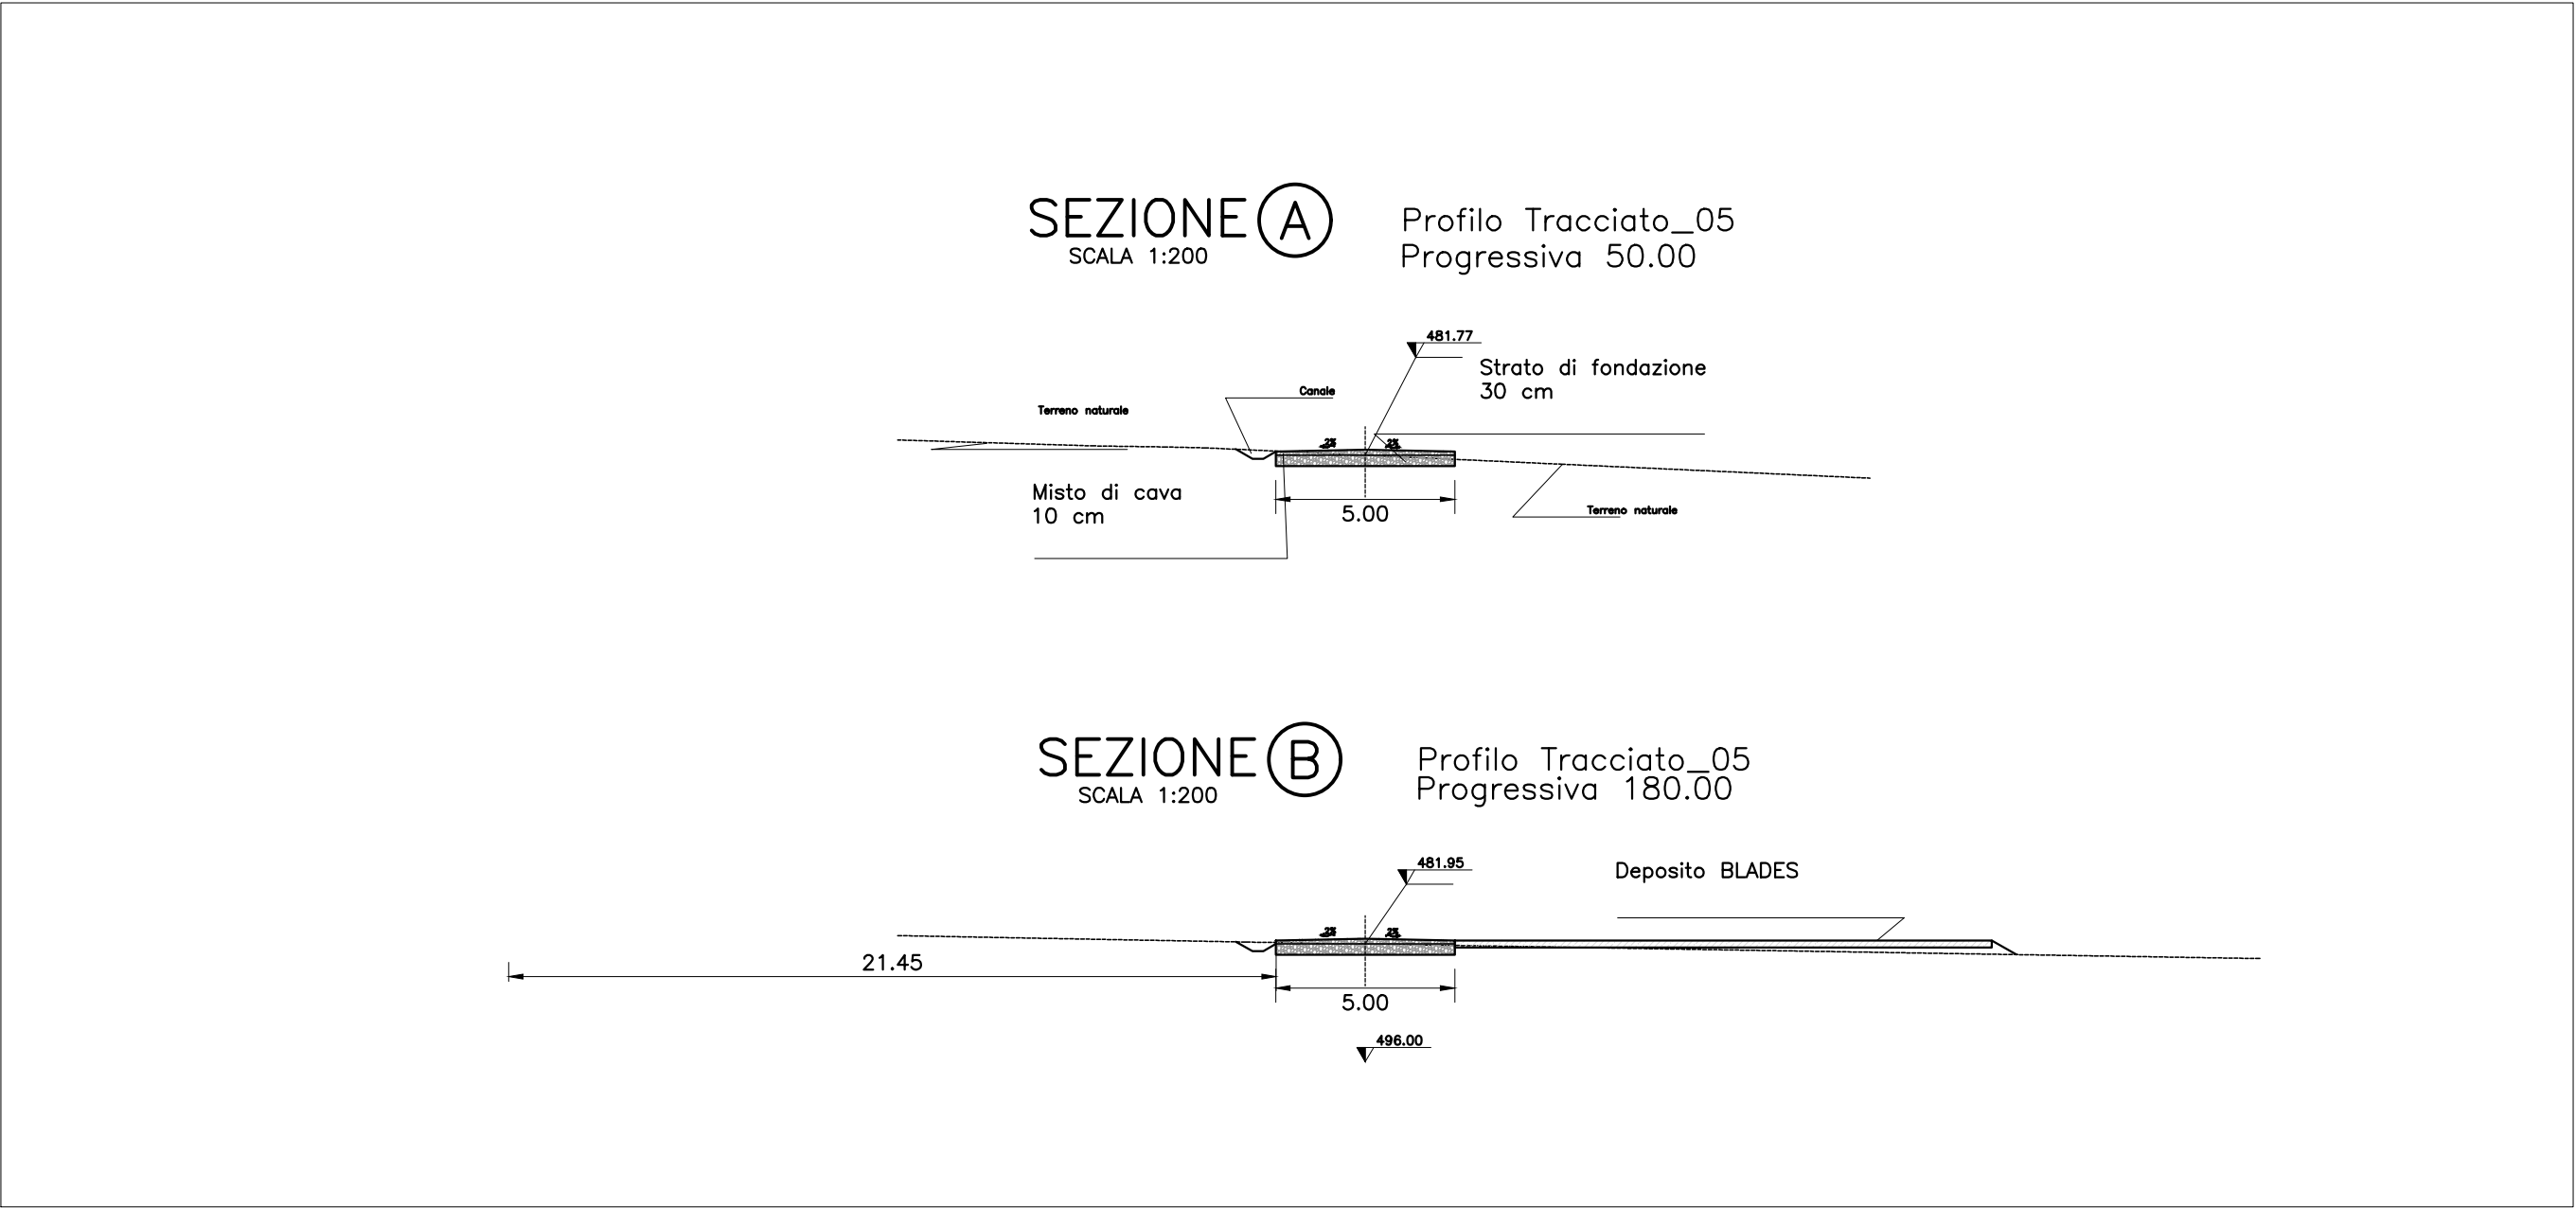 SEZIONE A
SCALA 1:200
Profilo Tracciato_05
Progressiva 50.00
481.77
Strato di fondazione
30 cm
Canale
Terreno naturale
2%
2%
Misto di cava
10 cm
5.00
Terreno naturale
SEZIONE B
SCALA 1:200
Profilo Tracciato_05
Progressiva 180.00
481.95
Deposito BLADES
2%
2%
21.45
5.00
496.00